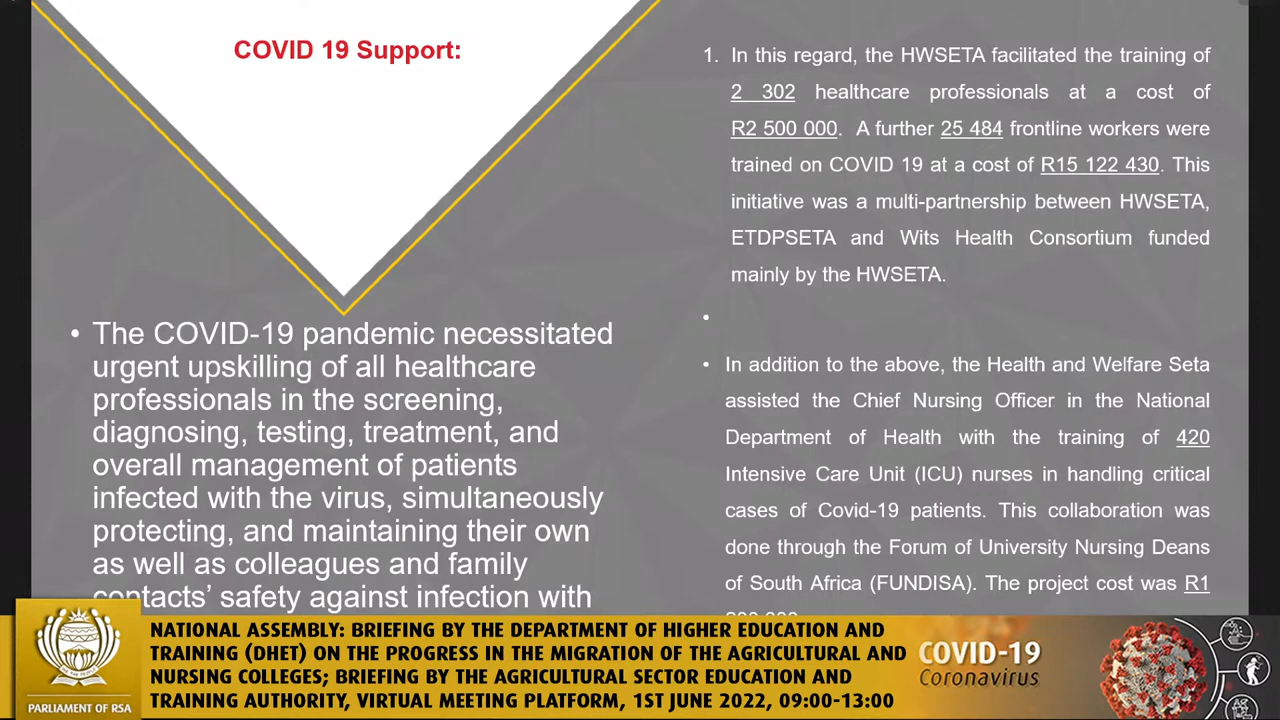 COVID 19 Support:
• The COVID-19 pandemic necessitated
urgent upskilling of all healthcare
professionals in the screening,
diagnosing, testing, treatment, and
overall management of patients
infected with the virus, simultaneously
protecting, and maintaining their own
as well as colleagues and family
contacts’ safety against infection with
1. In this regard, the HWSETA facilitated the training of
2 302 healthcare professionals at a cost of
R2 500 000. A further 25 484 frontline workers were
trained on COVID 19 at a cost of R15 122 430. This
initiative was a multi-partnership between HWSETA,
ETDPSETA and Wits Health Consortium funded
mainly by the HWSETA.
•
• In addition to the above, the Health and Welfare Seta
assisted the Chief Nursing Officer in the National
Department of Health with the training of 420
Intensive Care Unit (ICU) nurses in handling critical
cases of Covid-19 patients. This collaboration was
done through the Forum of University Nursing Deans
of South Africa (FUNDISA). The project cost was R1
PARLIAMENT OF RSA
NATIONAL ASSEMBLY: BRIEFING BY THE DEPARTMENT OF HIGHER EDUCATION AND
TRAINING (DHET) ON THE PROGRESS IN THE MIGRATION OF THE AGRICULTURAL AND
NURSING COLLEGES; BRIEFING BY THE AGRICULTURAL SECTOR EDUCATION AND
TRAINING AUTHORITY, VIRTUAL MEETING PLATFORM, 1ST JUNE 2022, 09:00-13:00
COVID-19
Coronavirus